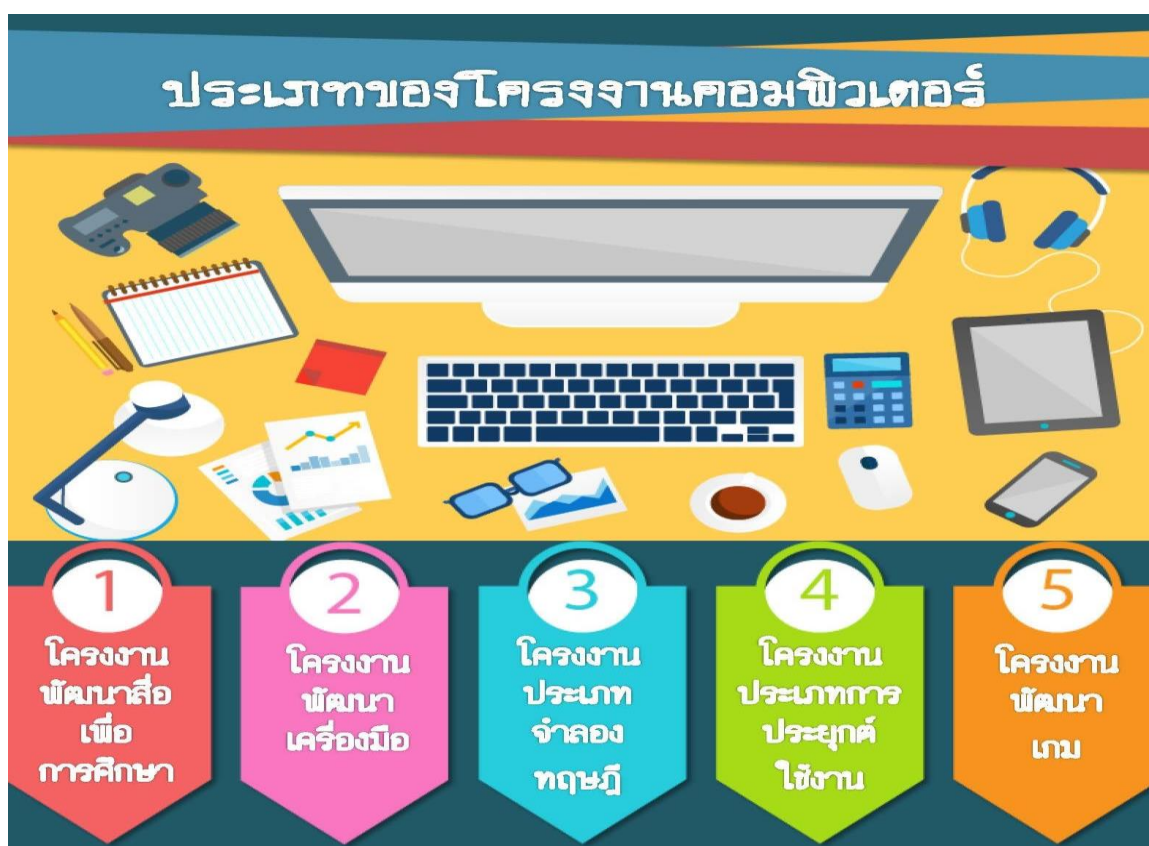 ประเภทของโครงงานคอมพิวเตอร์
1
โครงงาน
พัฒนาสื่อ
เพื่อ
การศึกษา
2
โครงงาน
พัฒนา
เครื่องมือ
3
โครงงาน
ประเภท
จำลอง
ทฤษฎี
4
โครงงาน
ประเภทการ
ประยุกต์
ใช้งาน
5
โครงงาน
พัฒนา
เกม